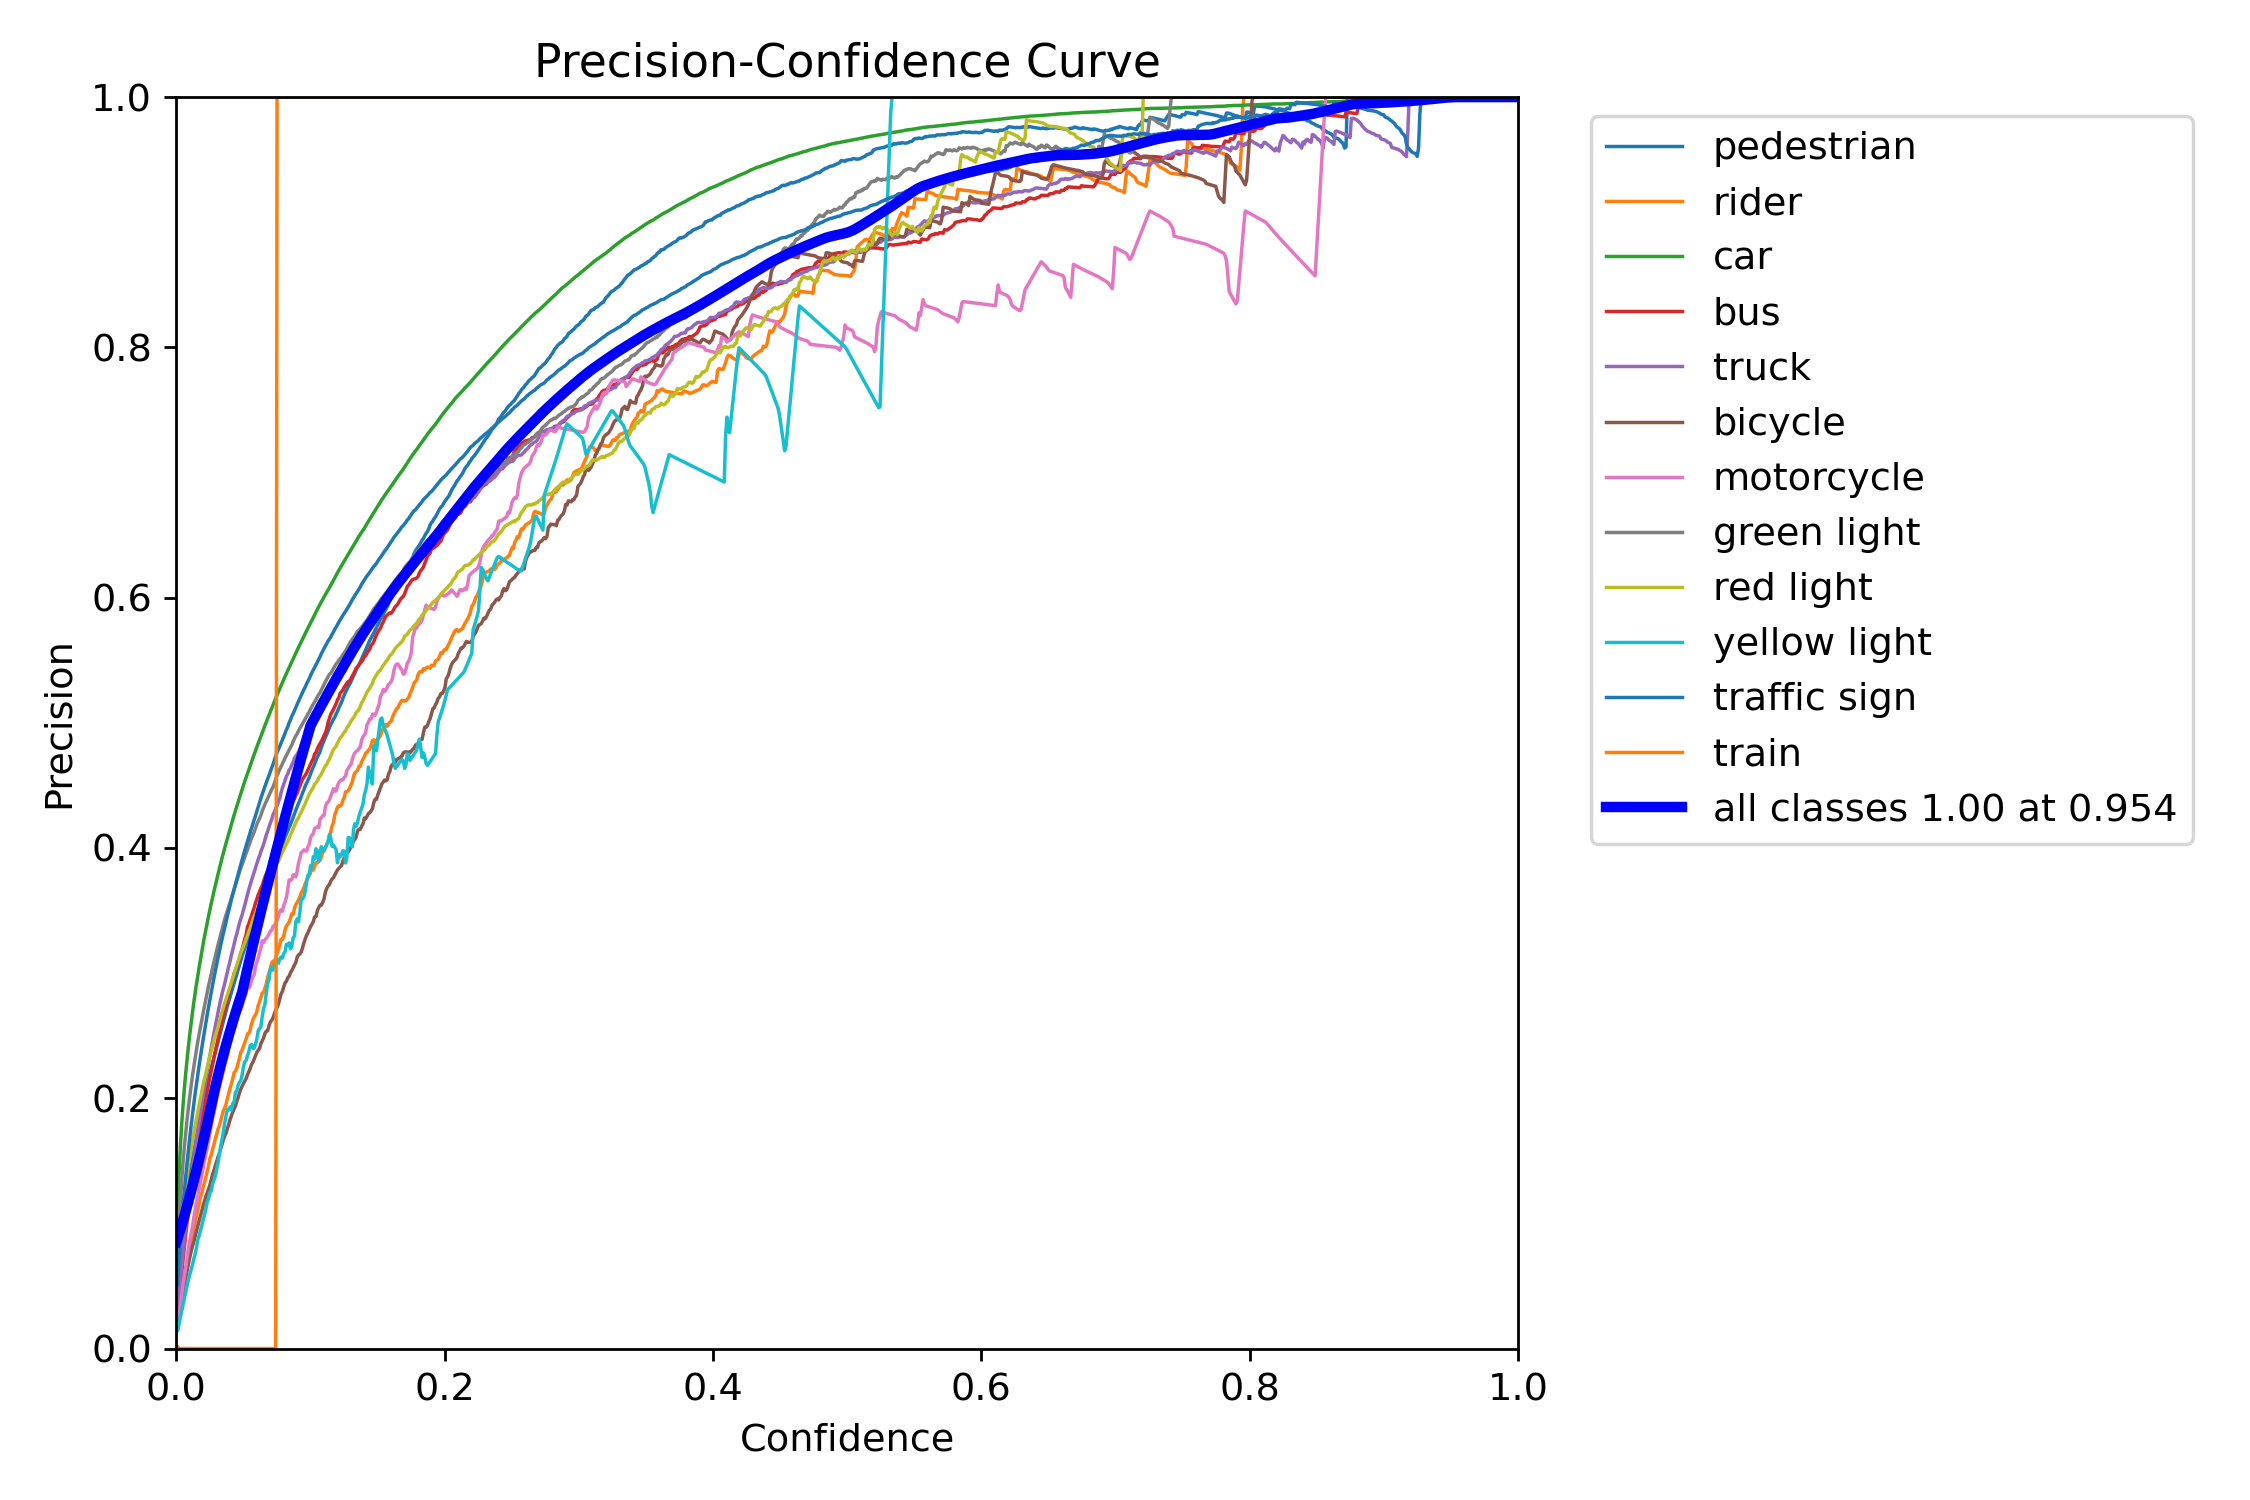 Precision-Confidence Curve
1.0
0.8
0.6
0.4
0.2
0.0
Precision
0.0 0.2 0.4 0.6 0.8 1.0
Confidence
pedestrian
rider
car
bus
truck
bicycle
motorcycle
green light
red light
yellow light
traffic sign
train
all classes 1.00 at 0.954